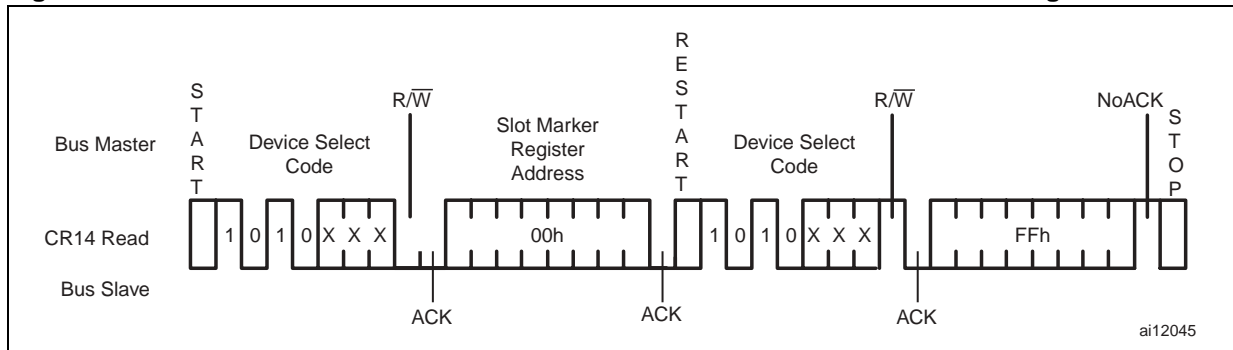 START
R/W
Slot Marker
Register
Address
RESTART
R/W
NoACK
STOP
Bus Master
Device Select
Code
Device Select
Code
CR14 Read
1 0 1 0 X X X
00h
1 0 1 0 X X X
FFh
Bus Slave
ACK
ACK
ACK
ai12045